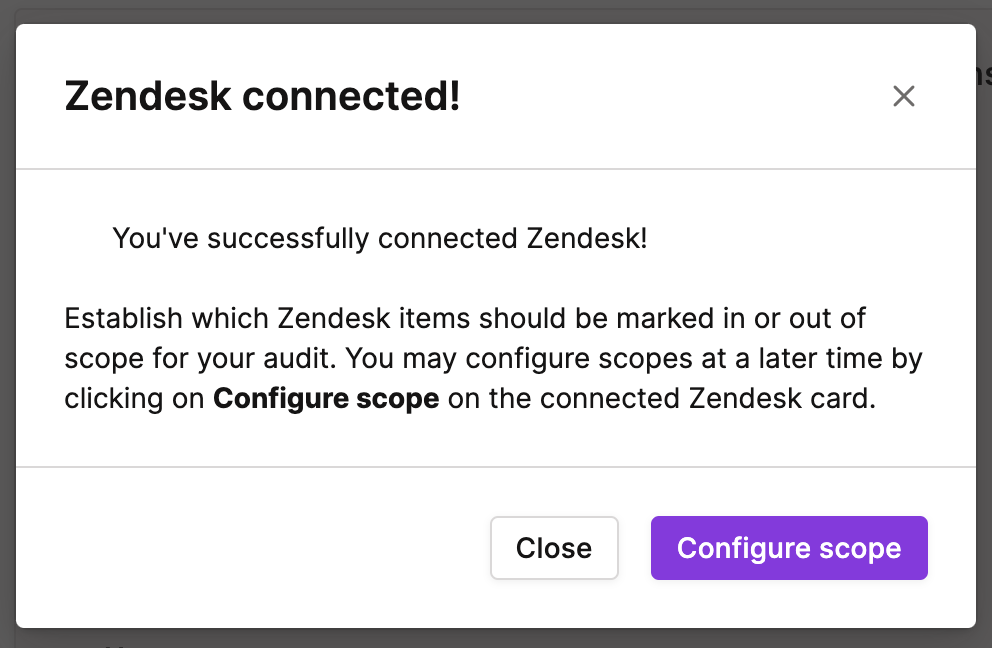 Zendesk connected!
You've successfully connected Zendesk!
Establish which Zendesk items should be marked in or out of
scope for your audit. You may configure scopes at a later time by
clicking on Configure scope on the connected Zendesk card.
Close
Configure scope